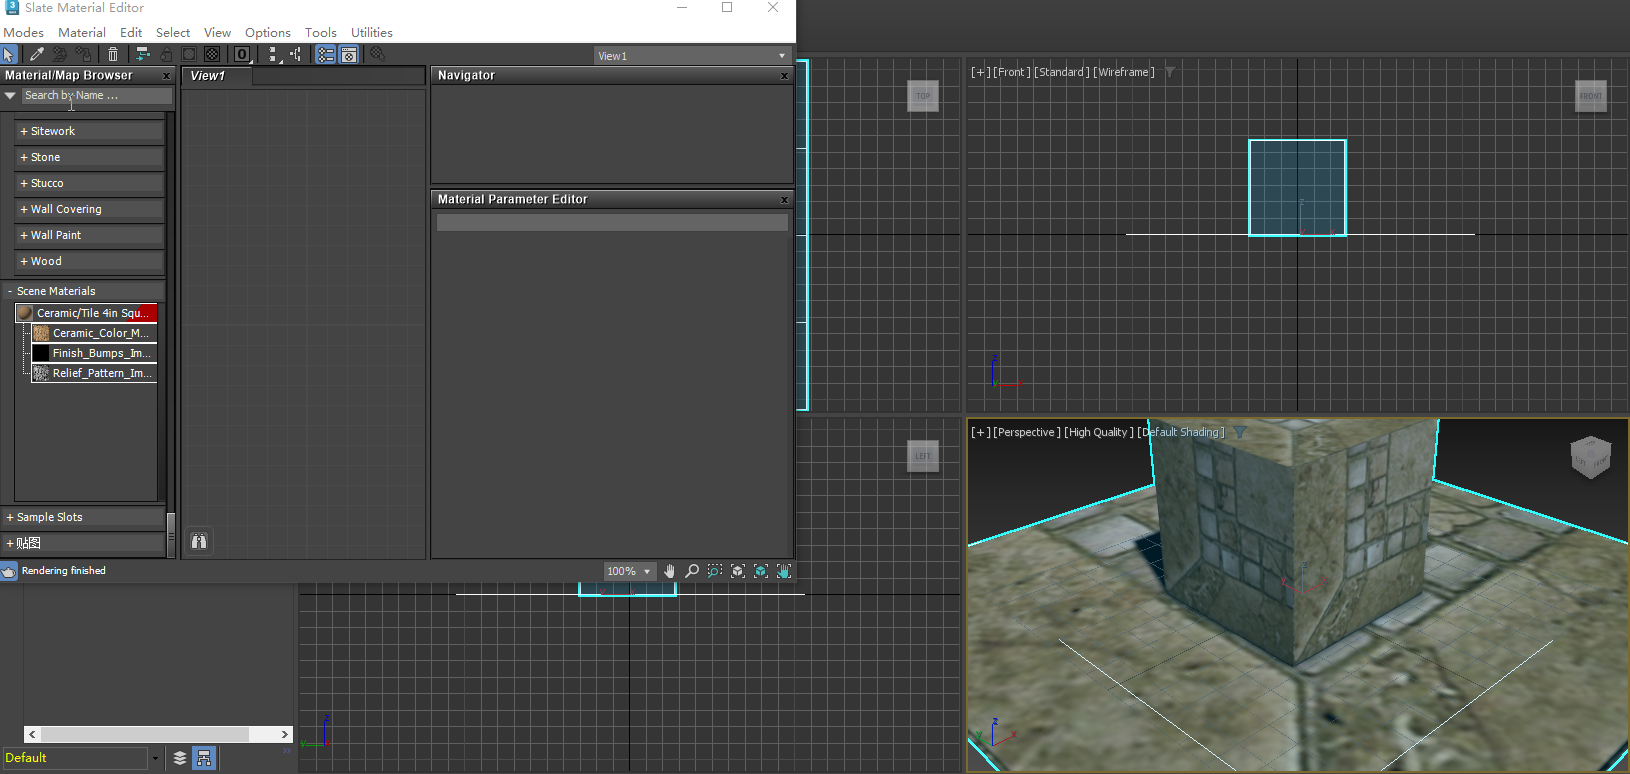 3 Slate Material Editor
Modes Material Edit Select View Options Tools Utilities
0
View1
Material/Map Browser x
View1
Navigator x
Search by Name ...
+ Sitework
+ Stone
+ Stucco
+ Wall Covering
+ Wall Paint
+ Wood
- Scene Materials
Ceramic/Tile 4in Squ...
Ceramic_Color_M...
Finish_Bumps_Im...
Relief_Pattern_Im...
+ Sample Slots
+ 贴图
Material Parameter Editor x
Rendering finished
100%
Default
TOP
[+] [Front ] [Standard ] [Wireframe ]
FRONT
z
z
x
y
LEFT
z
y
[+] [Perspective ] [High Quality ] [Default Shading ]
FRONT
z
y
x